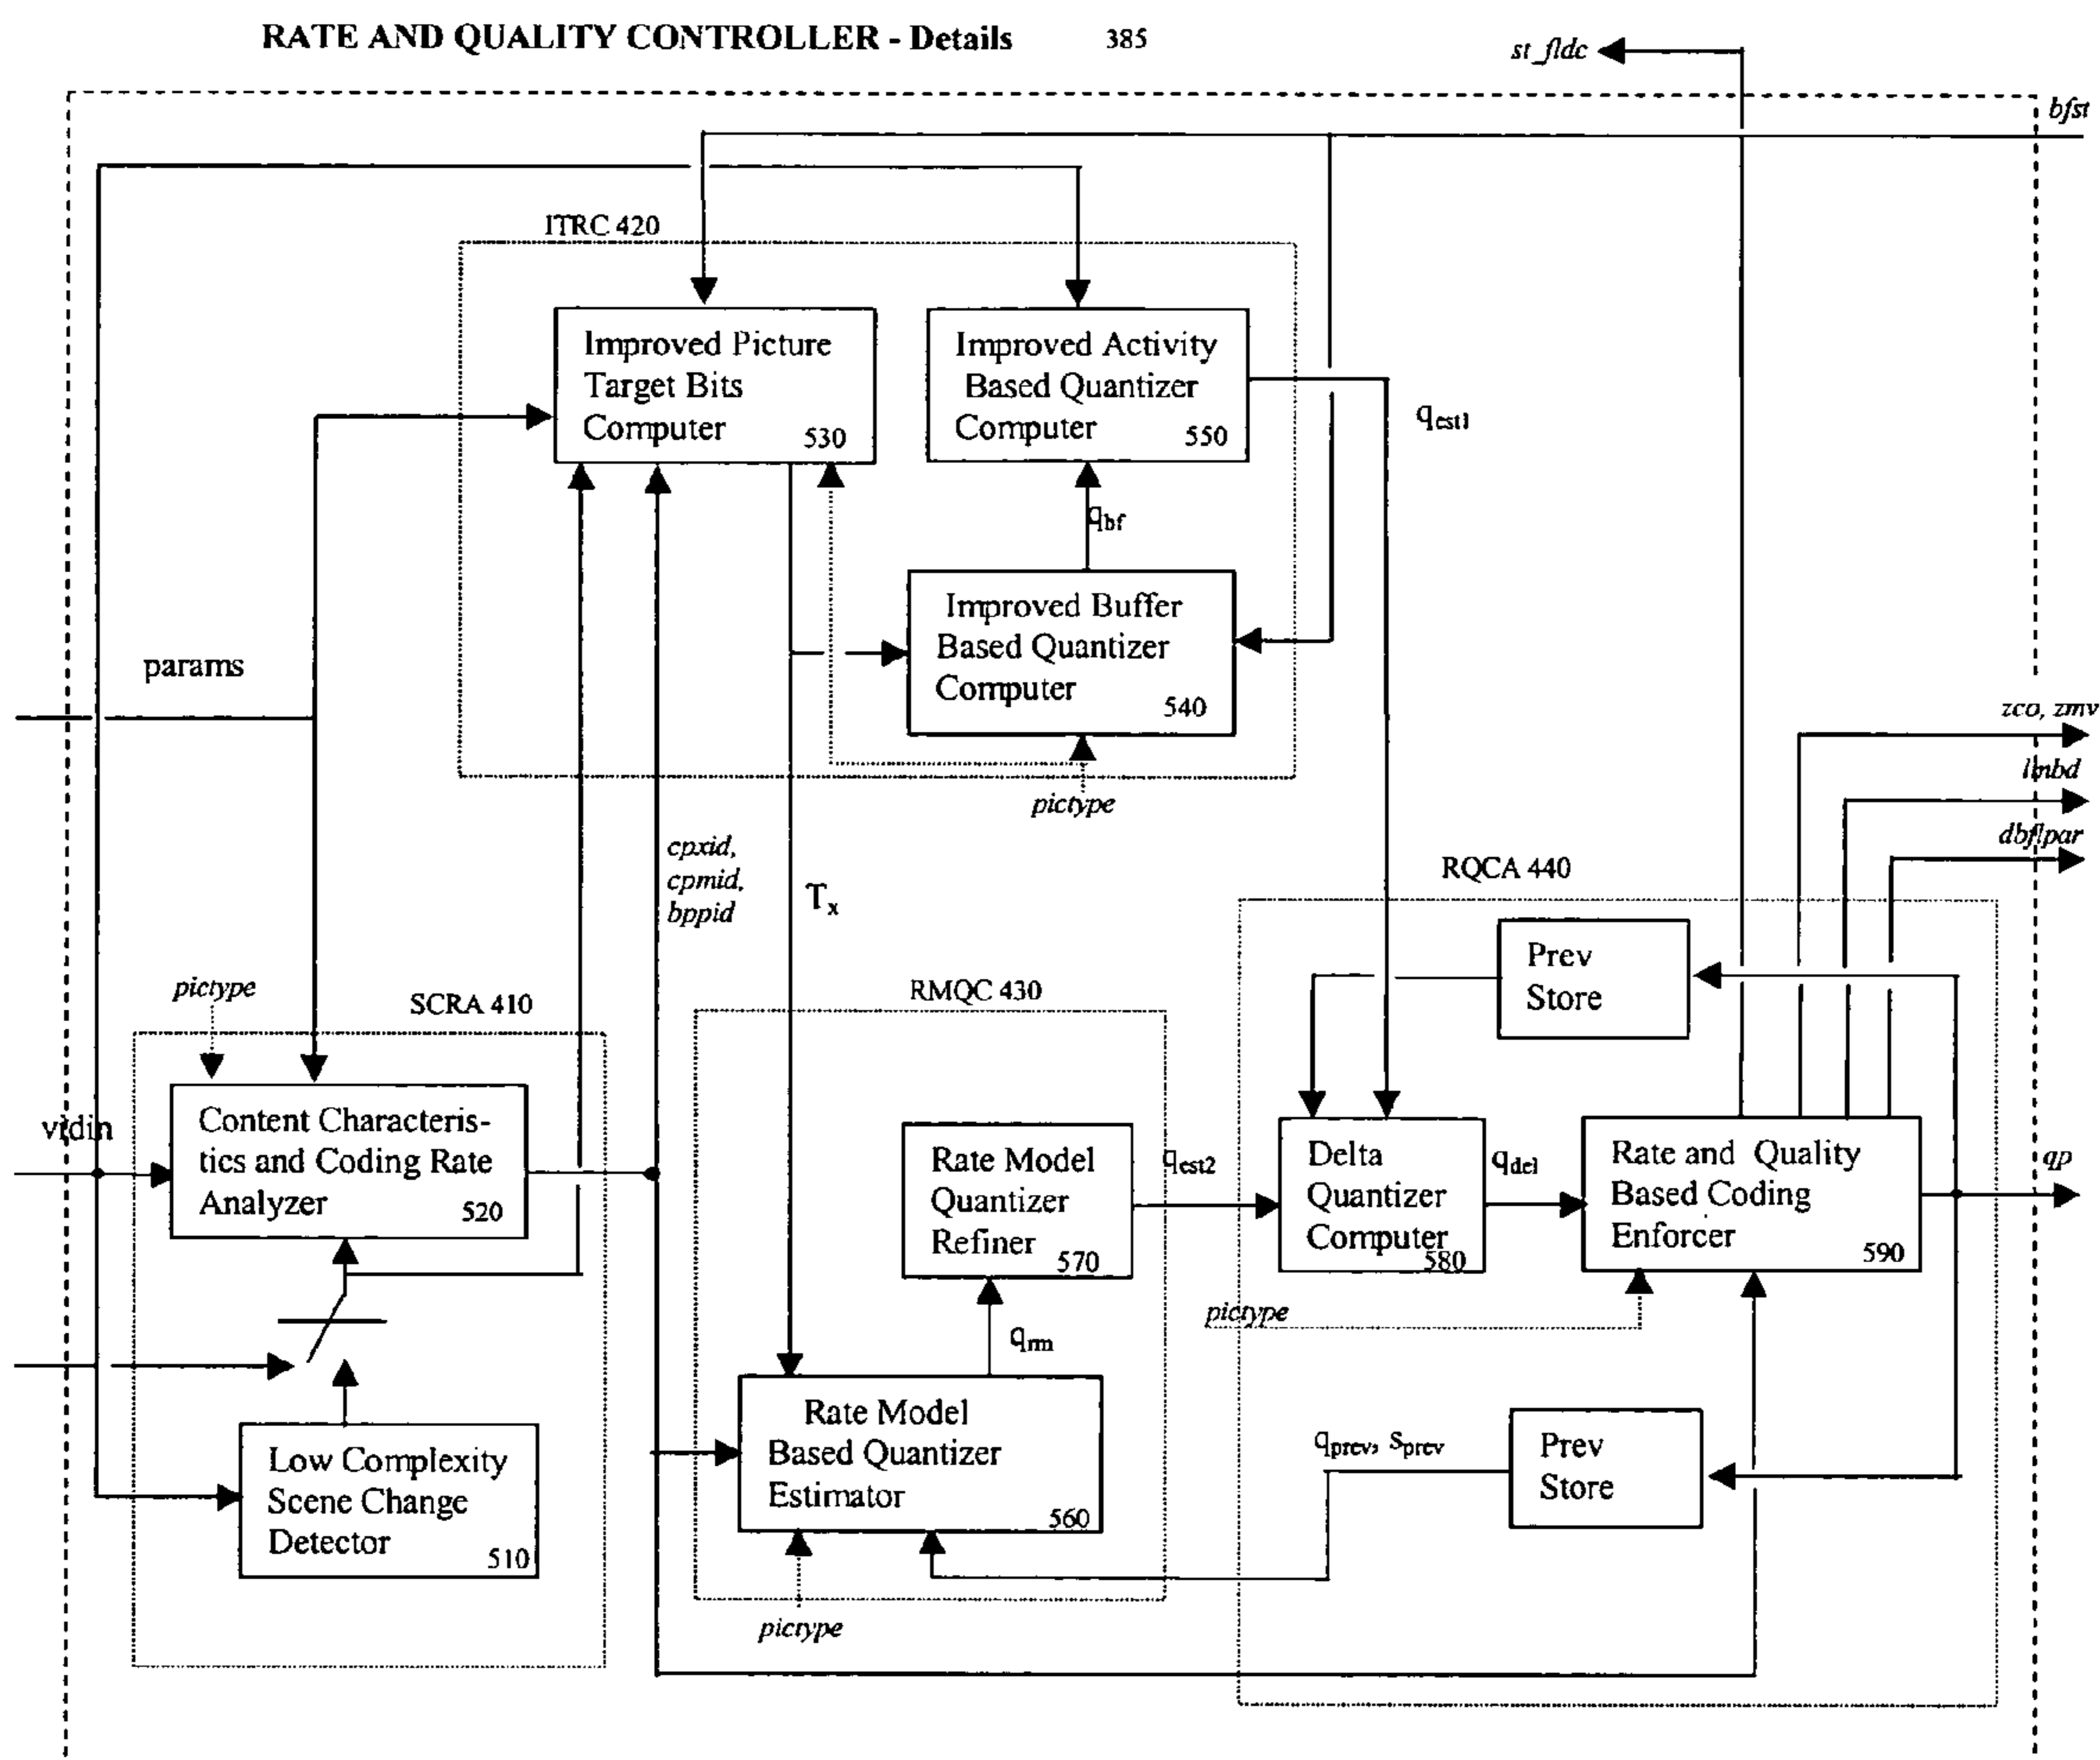 RATE AND QUALITY CONTROLLER - Details 385
st_fldc
bfst
ITRC 420
Improved Picture
Target Bits
Computer 530
Improved Activity
Based Quantizer
Computer 550
qest1
qbf
Improved Buffer
Based Quantizer
Computer 540
params
pictype
zco, zmv
lmbd
dbflpar
cpxid,
cpmid,
bppid
Tx
RQCA 440
Prev
Store
pictype
SCRA 410
RMQC 430
vidin
Content Characteris-
tics and Coding Rate
Analyzer 520
Rate Model
Quantizer
Refiner 570
qest2
Delta
Quantizer
Computer 580
qdel
Rate and Quality
Based Coding
Enforcer 590
qp
pictype
qrm
Rate Model
Based Quantizer
Estimator 560
qprev, sprev
Prev
Store
Low Complexity
Scene Change
Detector 510
pictype